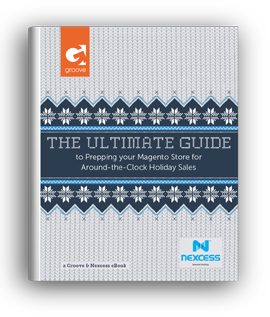 groove
THE ULTIMATE GUIDE
to Prepping your Magento Store for
Around-the-Clock Holiday Sales
NEXCESS
a Groove & Nexcess eBook